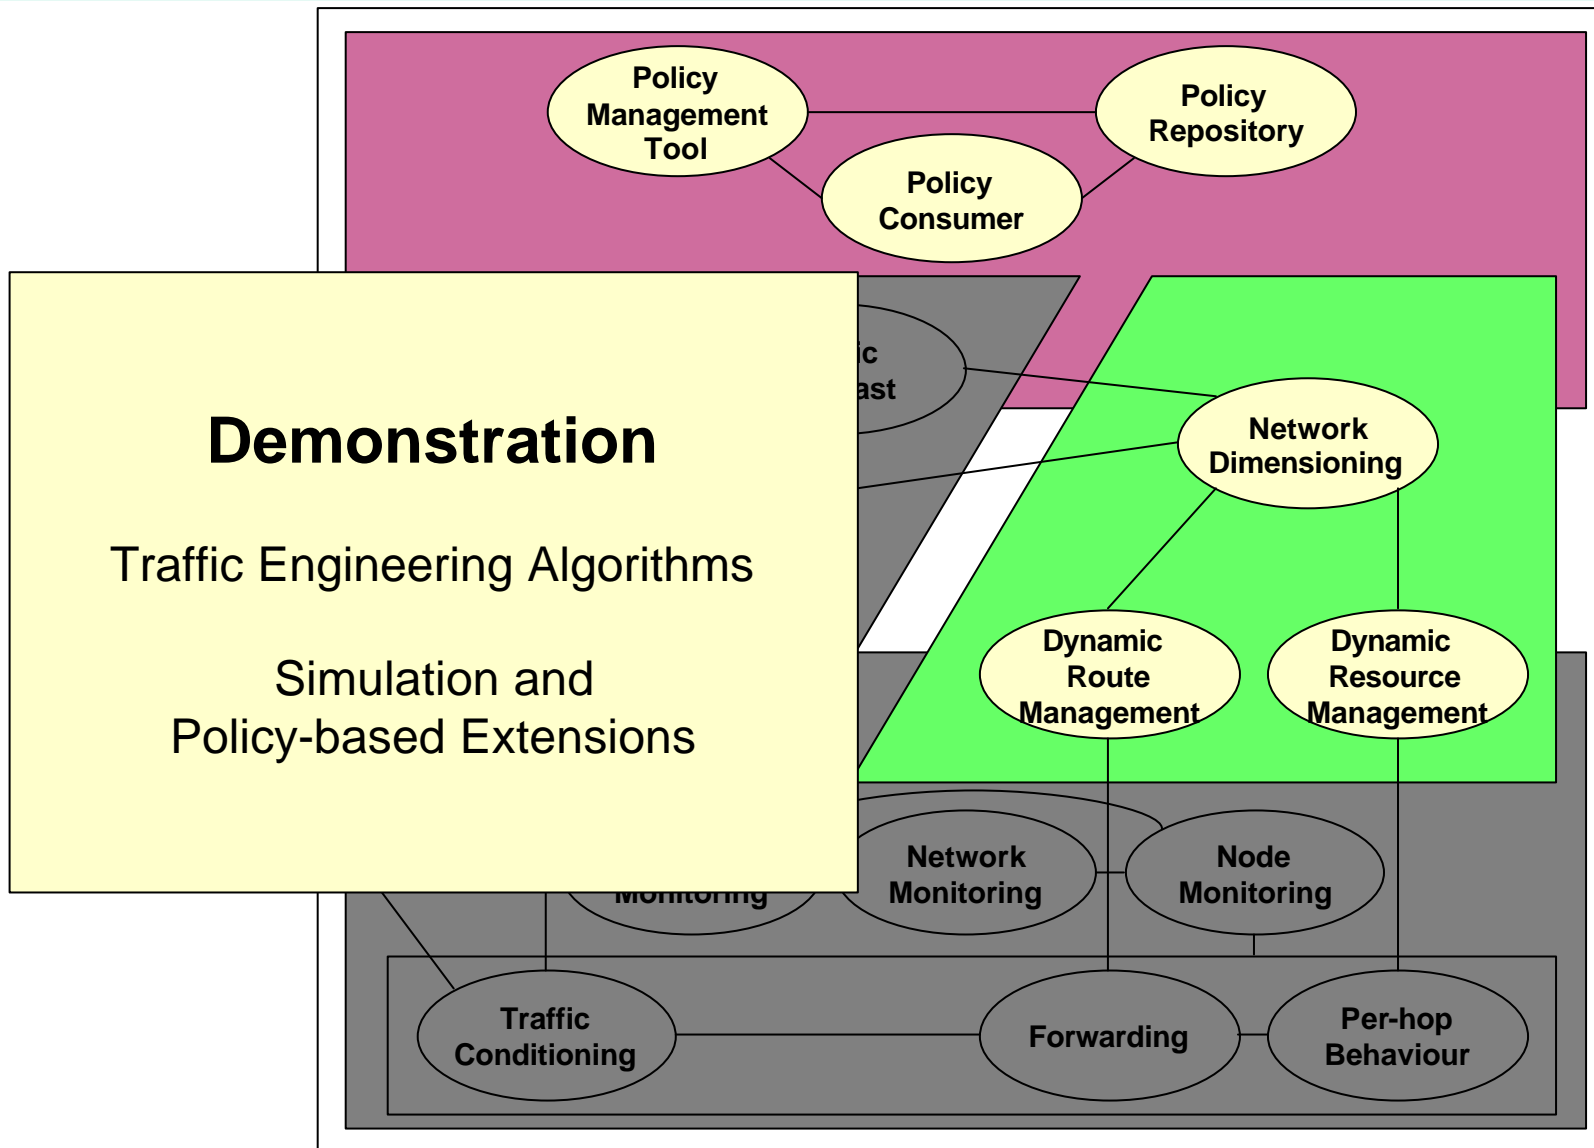 Policy
Management
Tool
Policy
Repository
Policy
Consumer
Demonstration
Traffic Engineering Algorithms
Simulation and
Policy-based Extensions
Network
Dimensioning
Dynamic
Route
Management
Dynamic
Resource
Management
Monitoring
Network
Monitoring
Node
Monitoring
Traffic
Conditioning
Forwarding
Per-hop
Behaviour